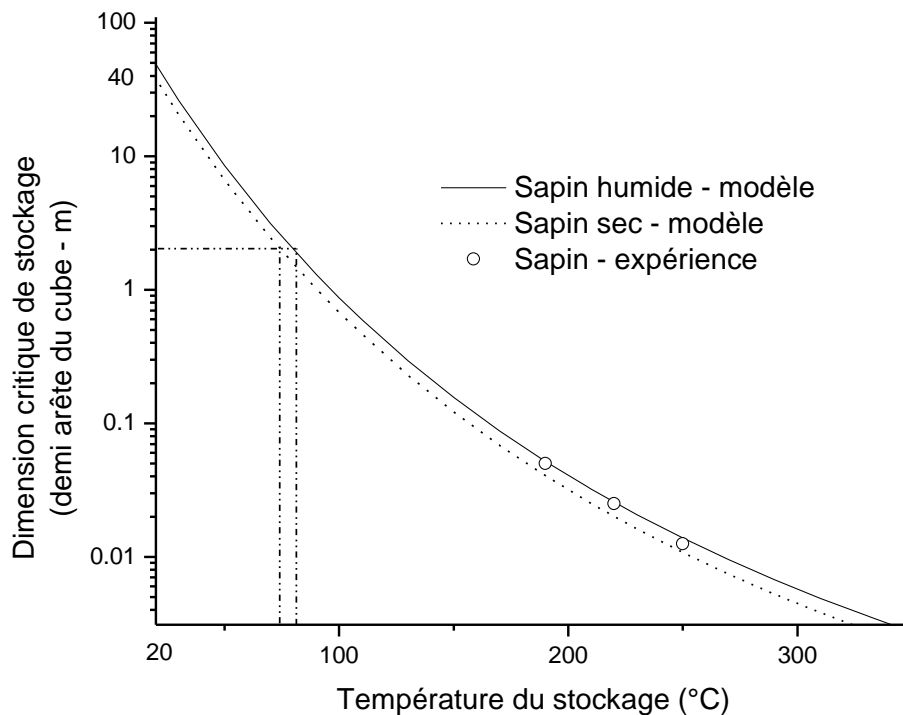 100
40
10
1
0.1
0.01
Dimension critique de stockage
(demi arête du cube - m)
Sapin humide - modèle
Sapin sec - modèle
Sapin - expérience
20
100
200
300
Température du stockage (°C)